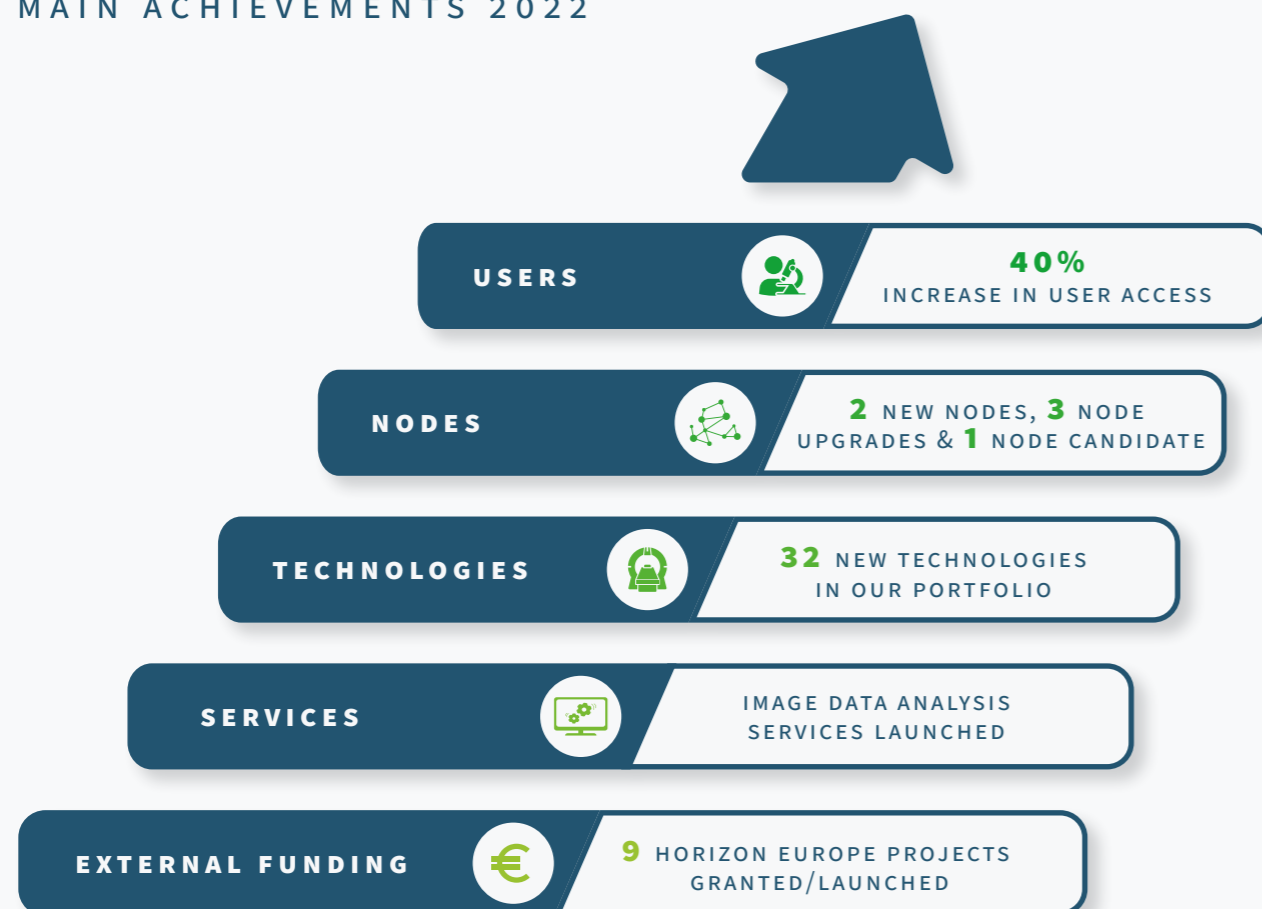 MAIN ACHIEVEMENTS 2022
USERS
40%
INCREASE IN USER ACCESS
NODES
2 NEW NODES, 3 NODE
UPGRADES & 1 NODE CANDIDATE
TECHNOLOGIES
32 NEW TECHNOLOGIES
IN OUR PORTFOLIO
SERVICES
IMAGE DATA ANALYSIS
SERVICES LAUNCHED
EXTERNAL FUNDING
€
9 HORIZON EUROPE PROJECTS
GRANTED/LAUNCHED